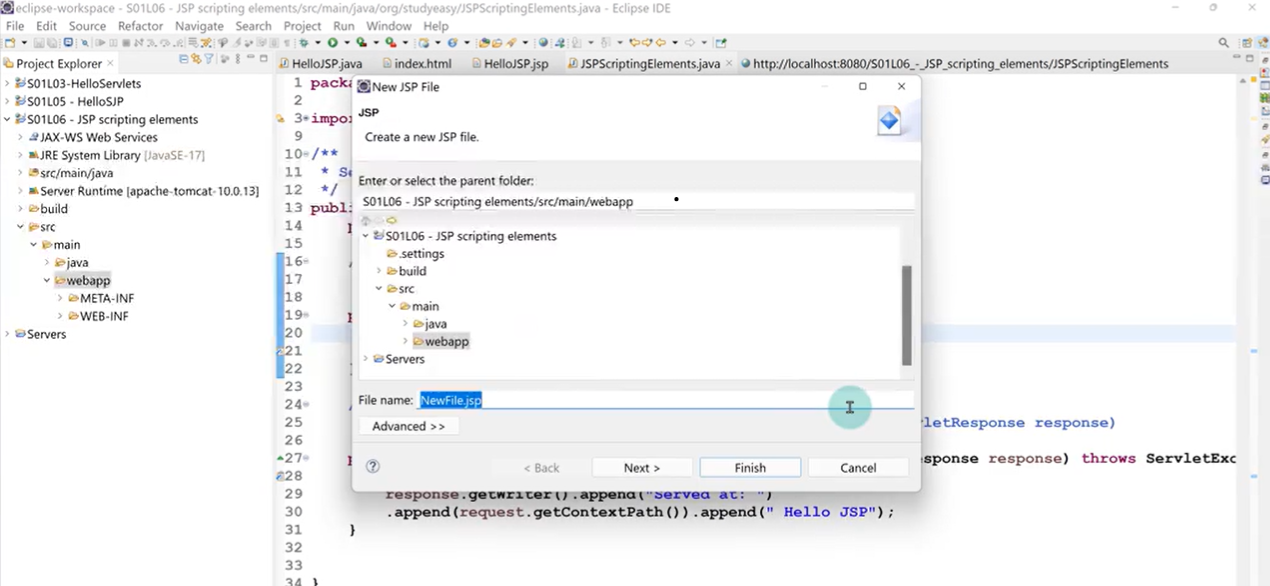 eclipse-workspace - S01L06 - JSP scripting elements/src/main/java/org/studyeasy/JSPScriptingElements.java - Eclipse IDE
File Edit Source Refactor Navigate Search Project Run Window Help
Project Explorer
HelloJSP.java index.html HelloJSP.jsp JSPScriptingElements.java http://localhost:8080/S01L06_-_JSP_scripting_elements/JSPScriptingElements
S01L03-HelloServlets
S01L05 - HelloSJP
S01L06 - JSP scripting elements
JAX-WS Web Services
JRE System Library [JavaSE-17]
src/main/java
Server Runtime [apache-tomcat-10.0.13]
build
src
main
java
webapp
META-INF
WEB-INF
Servers
1 packa
2
3 impor
9
10 /**
11 * Se
12 */
13 publi
14
15
16
17
18
19
20
21
22
23
24
25 letResponse response)
26
27 sponse response) throws ServletExc
28
29 response.getWriter().append("Served at: ")
30 .append(request.getContextPath()).append(" Hello JSP");
31 }
32
33
34 }
New JSP File
JSP
Create a new JSP file.
Enter or select the parent folder:
S01L06 - JSP scripting elements/src/main/webapp
S01L06 - JSP scripting elements
.settings
build
src
main
java
webapp
Servers
File name: NewFile.jsp
Advanced >>
? < Back Next > Finish Cancel